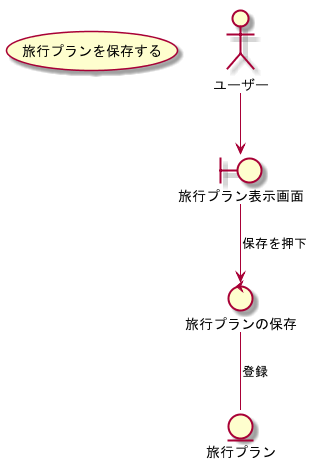 旅行プランを保存する
ユーザー
旅行プラン表示画面
保存を押下
旅行プランの保存
登録
旅行プラン